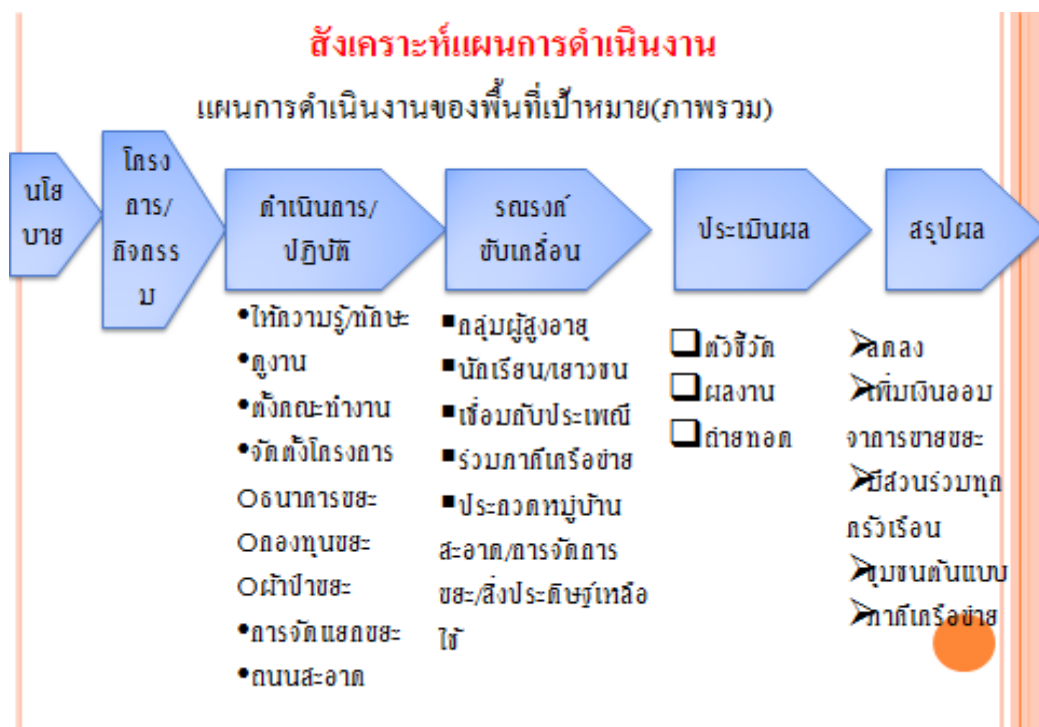 สังเคราะห์แผนการดำเนินงาน
แผนการดำเนินงานของพื้นที่เป้าหมาย(ภาพรวม)
นโย
บาย
โครง
การ/
กิจกรร
ม
ดำเนินการ/
ปฏิบัติ
รณรงค์
ขับเคลื่อน
ประเมินผล
สรุปผล
•ให้ความรู้/ทักษะ
•ดูงาน
•ตั้งคณะทำงาน
•จัดตั้งโครงการ
oธนาคารขยะ
oกองทุนขยะ
oผ้าป่าขยะ
•การจัดแยกขยะ
•ถนนสะอาด
▪กลุ่มผู้สูงอายุ
▪นักเรียน/เยาวชน
▪เชื่อมกับประเพณี
▪ร่วมภาคีเครือข่าย
▪ประกวดหมู่บ้าน
สะอาด/การจัดการ
ขยะ/สิ่งประดิษฐ์เหลือ
ใช้
❑ตัวชี้วัด
❑ผลงาน
❑ถ่ายทอด
➢ลดลง
➢เพิ่มเงินออม
จาการขายขยะ
➢มีส่วนร่วมทุก
ครัวเรือน
➢ชุมชนต้นแบบ
➢ภาคีเครือข่าย